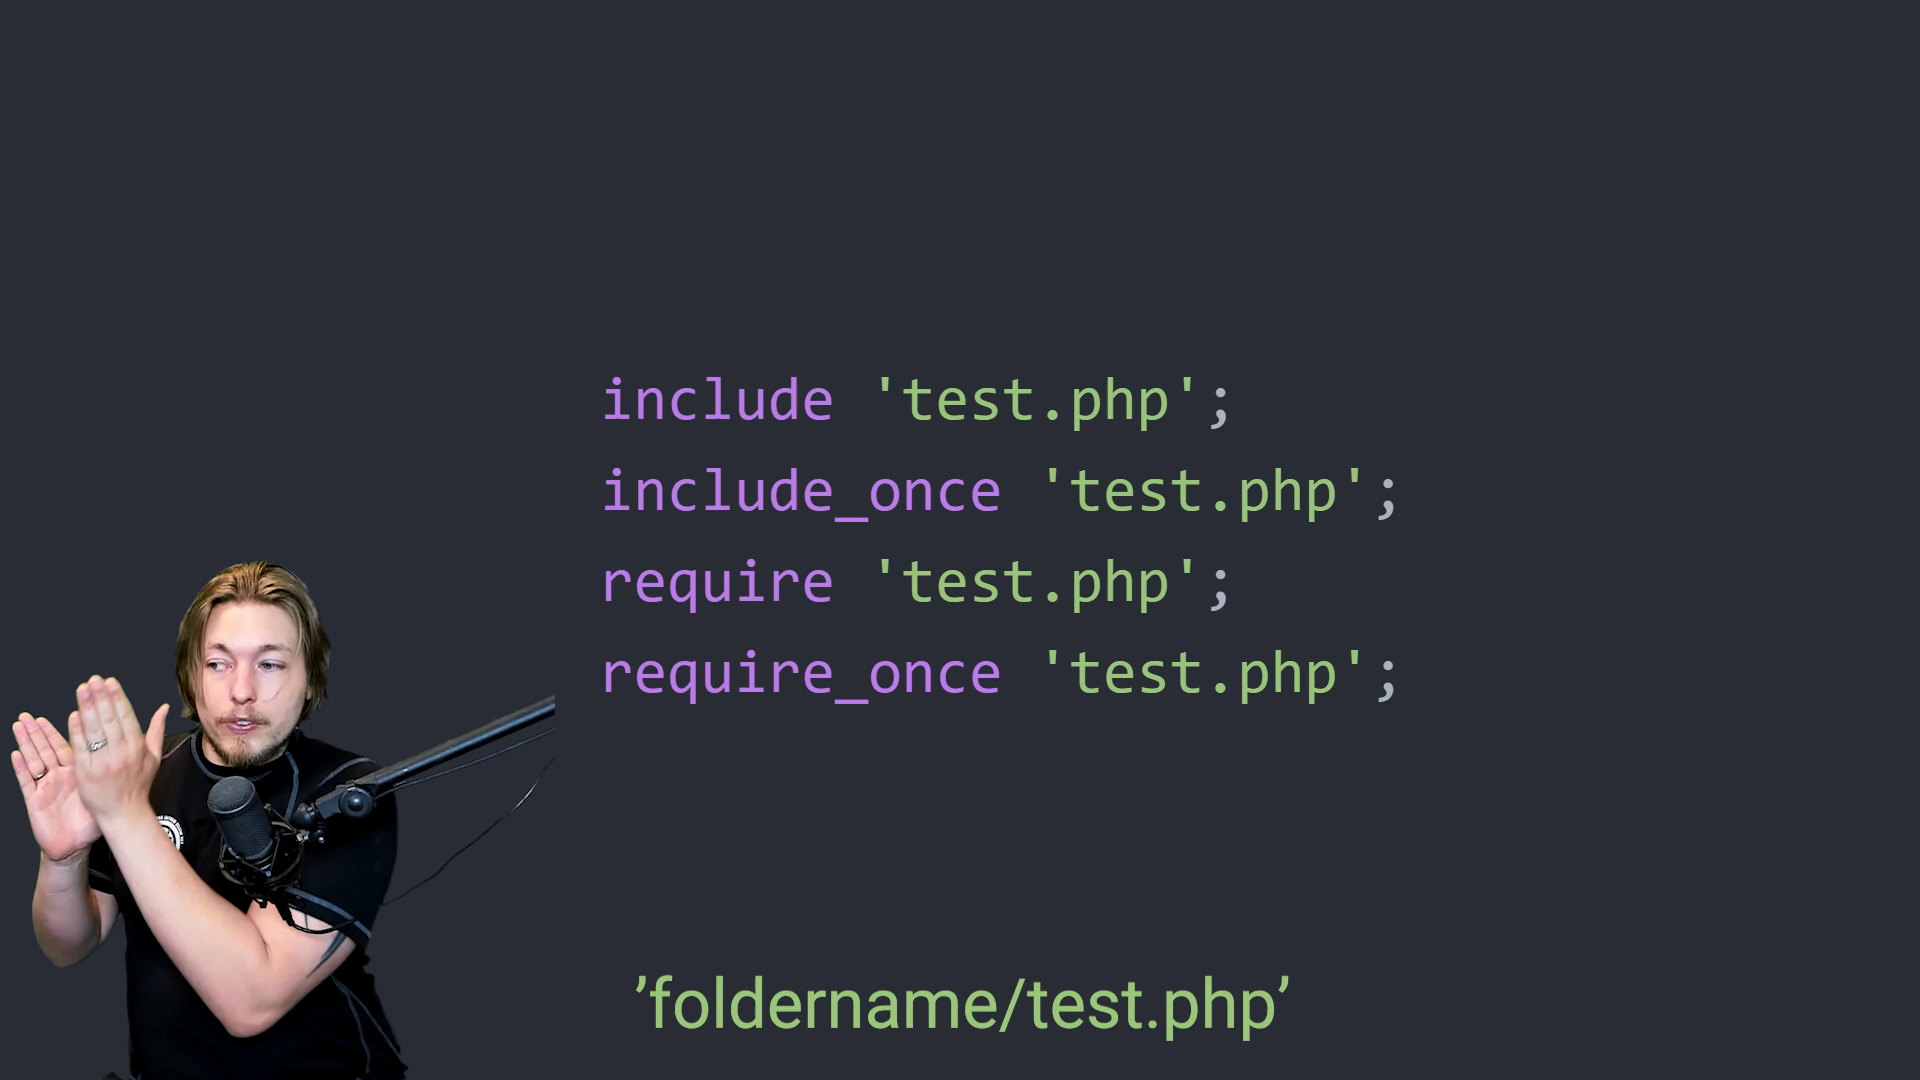 include 'test.php';
include_once 'test.php';
require 'test.php';
require_once 'test.php';
’foldername/test.php’